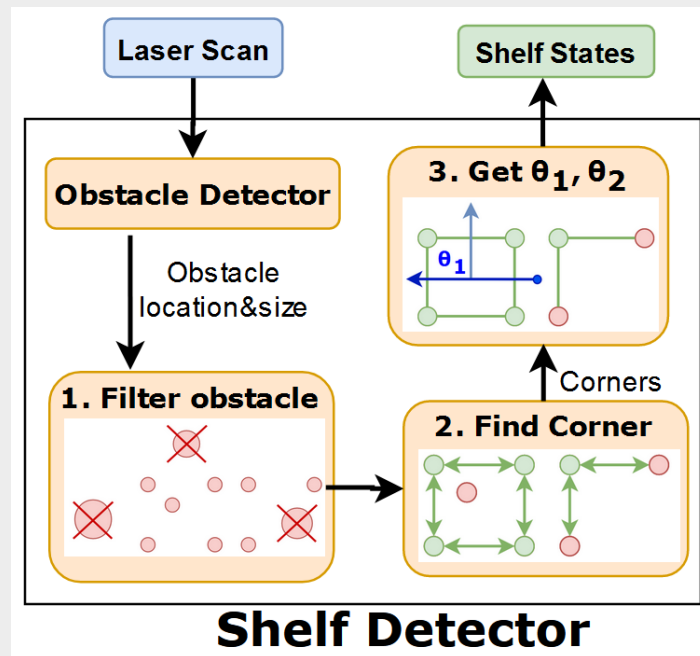 Laser Scan
Shelf States
Obstacle Detector
Obstacle
location&size
1. Filter obstacle
2. Find Corner
Corners
3. Get θ₁, θ₂
θ₁
Shelf Detector